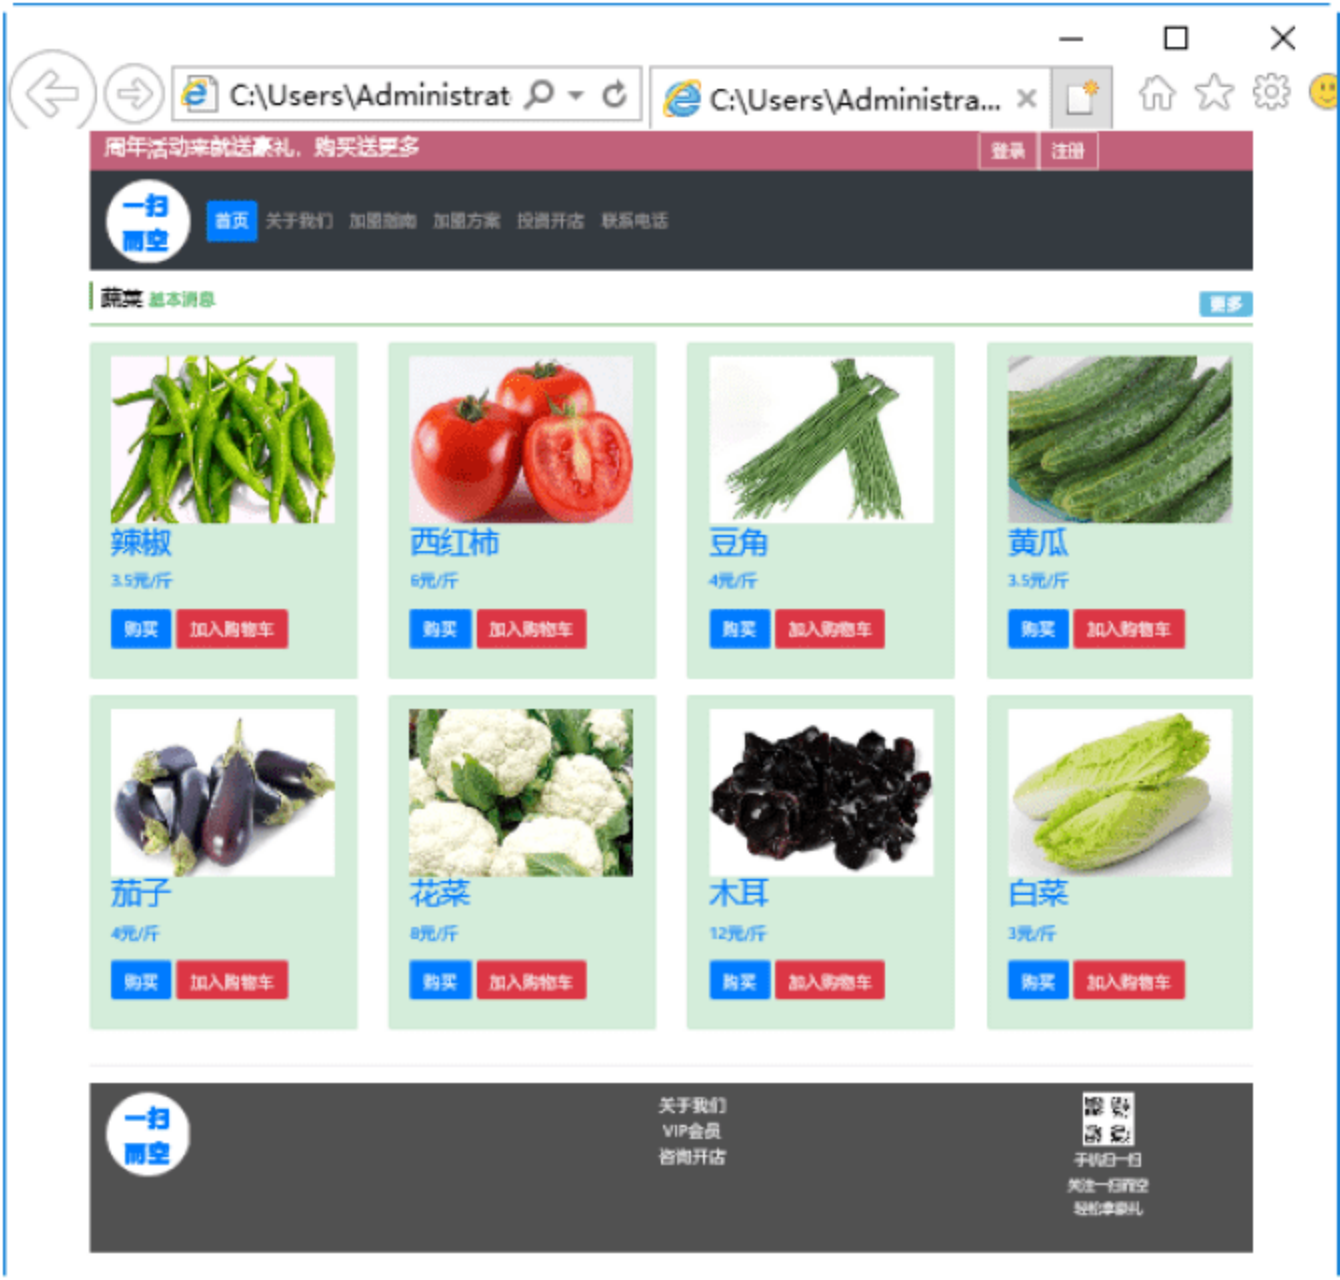 C:\Users\Administrat
C:\Users\Administra...
周年活动来就送豪礼，购买送更多
登录 注册
一扫
而空
首页 关于我们 加盟指南 加盟方案 投资开店 联系电话
蔬菜 基本消息
更多
辣椒
3.5元/斤
购买 加入购物车
西红柿
6元/斤
购买 加入购物车
豆角
4元/斤
购买 加入购物车
黄瓜
3.5元/斤
购买 加入购物车
茄子
4元/斤
购买 加入购物车
花菜
8元/斤
购买 加入购物车
木耳
12元/斤
购买 加入购物车
白菜
3元/斤
购买 加入购物车
一扫
而空
关于我们
VIP会员
咨询开店
手机扫一扫
关注一扫而空
轻松拿豪礼